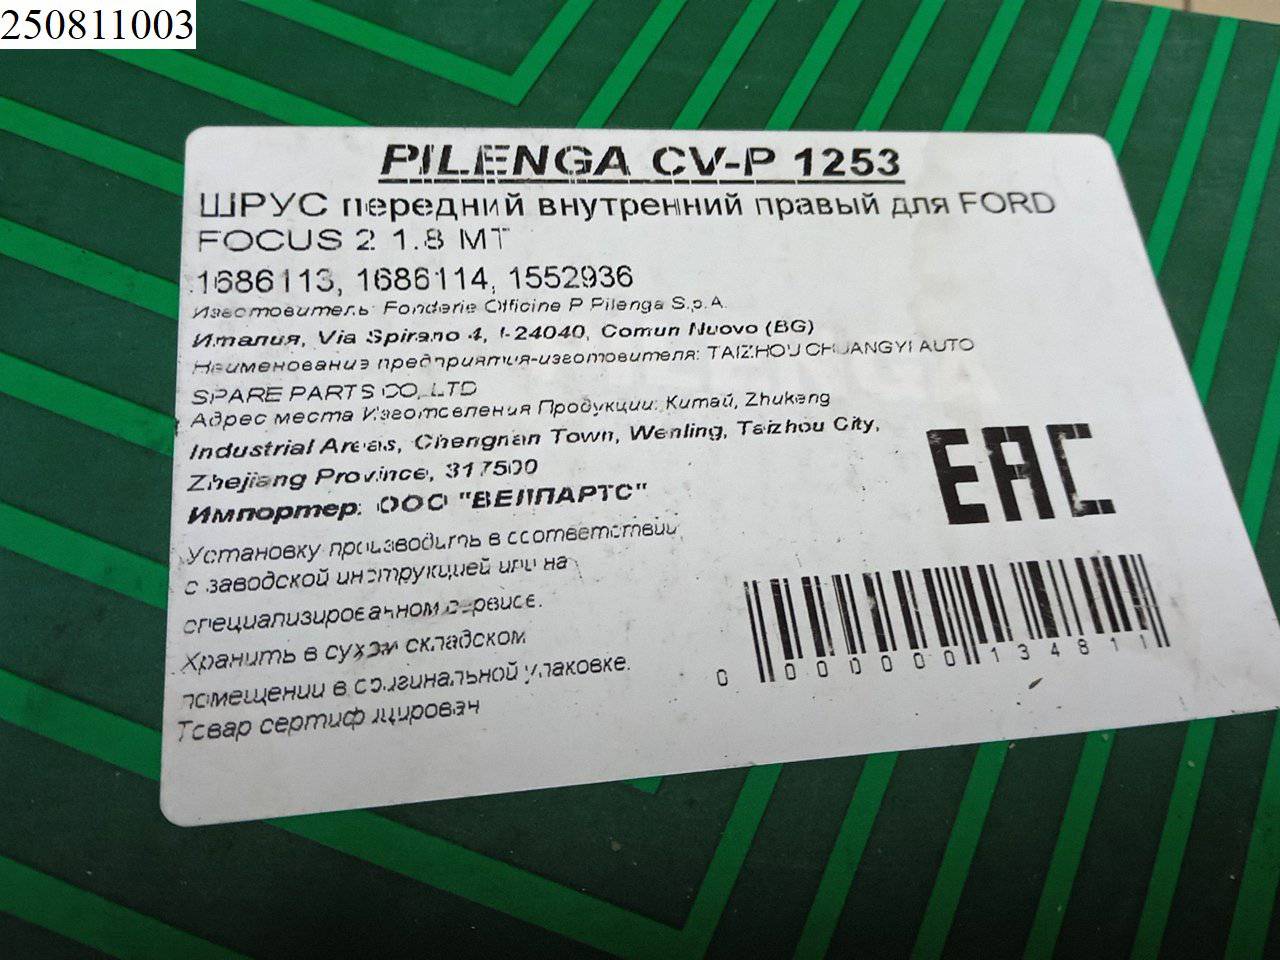 250811003
PILENGA CV-P 1253
ШРУС передний внутренний правый для FORD
FOCUS 2 1.8 MT
1686113, 1686114, 1552936
Изготовитель: Fonderie Officine P Pilenga S.p.A.
Италия, Via Spirano 4, I-24040, Comun Nuovo (BG)
Наименование предприятия-изготовителя: TAIZHOU CHUANGYI AUTO
SPARE PARTS CO, LTD
Адрес места Изготовления Продукции: Китай, Zhukeng
Industrial Areas, Chengnan Town, Wenling, Taizhou City,
Zhejiang Province, 317500
Импортер: ООО "ВЕЛПАРТС"
Установку производить в соответствии
с заводской инструкцией или на
специализированном сервисе.
Хранить в сухом складском
помещении в оригинальной упаковке.
Товар сертифицирован
EAC
0 000000134811